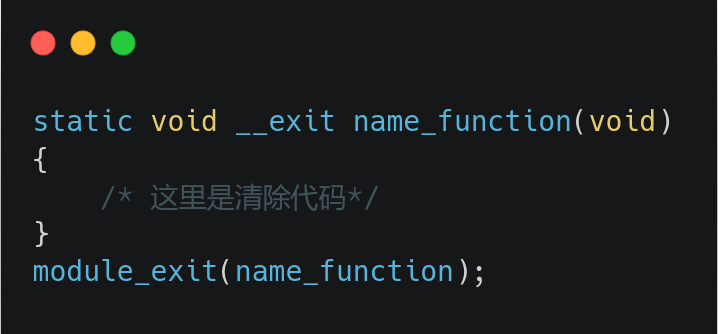 static void __exit name_function(void)
{
    /* 这里是清除代码*/
}
module_exit(name_function);